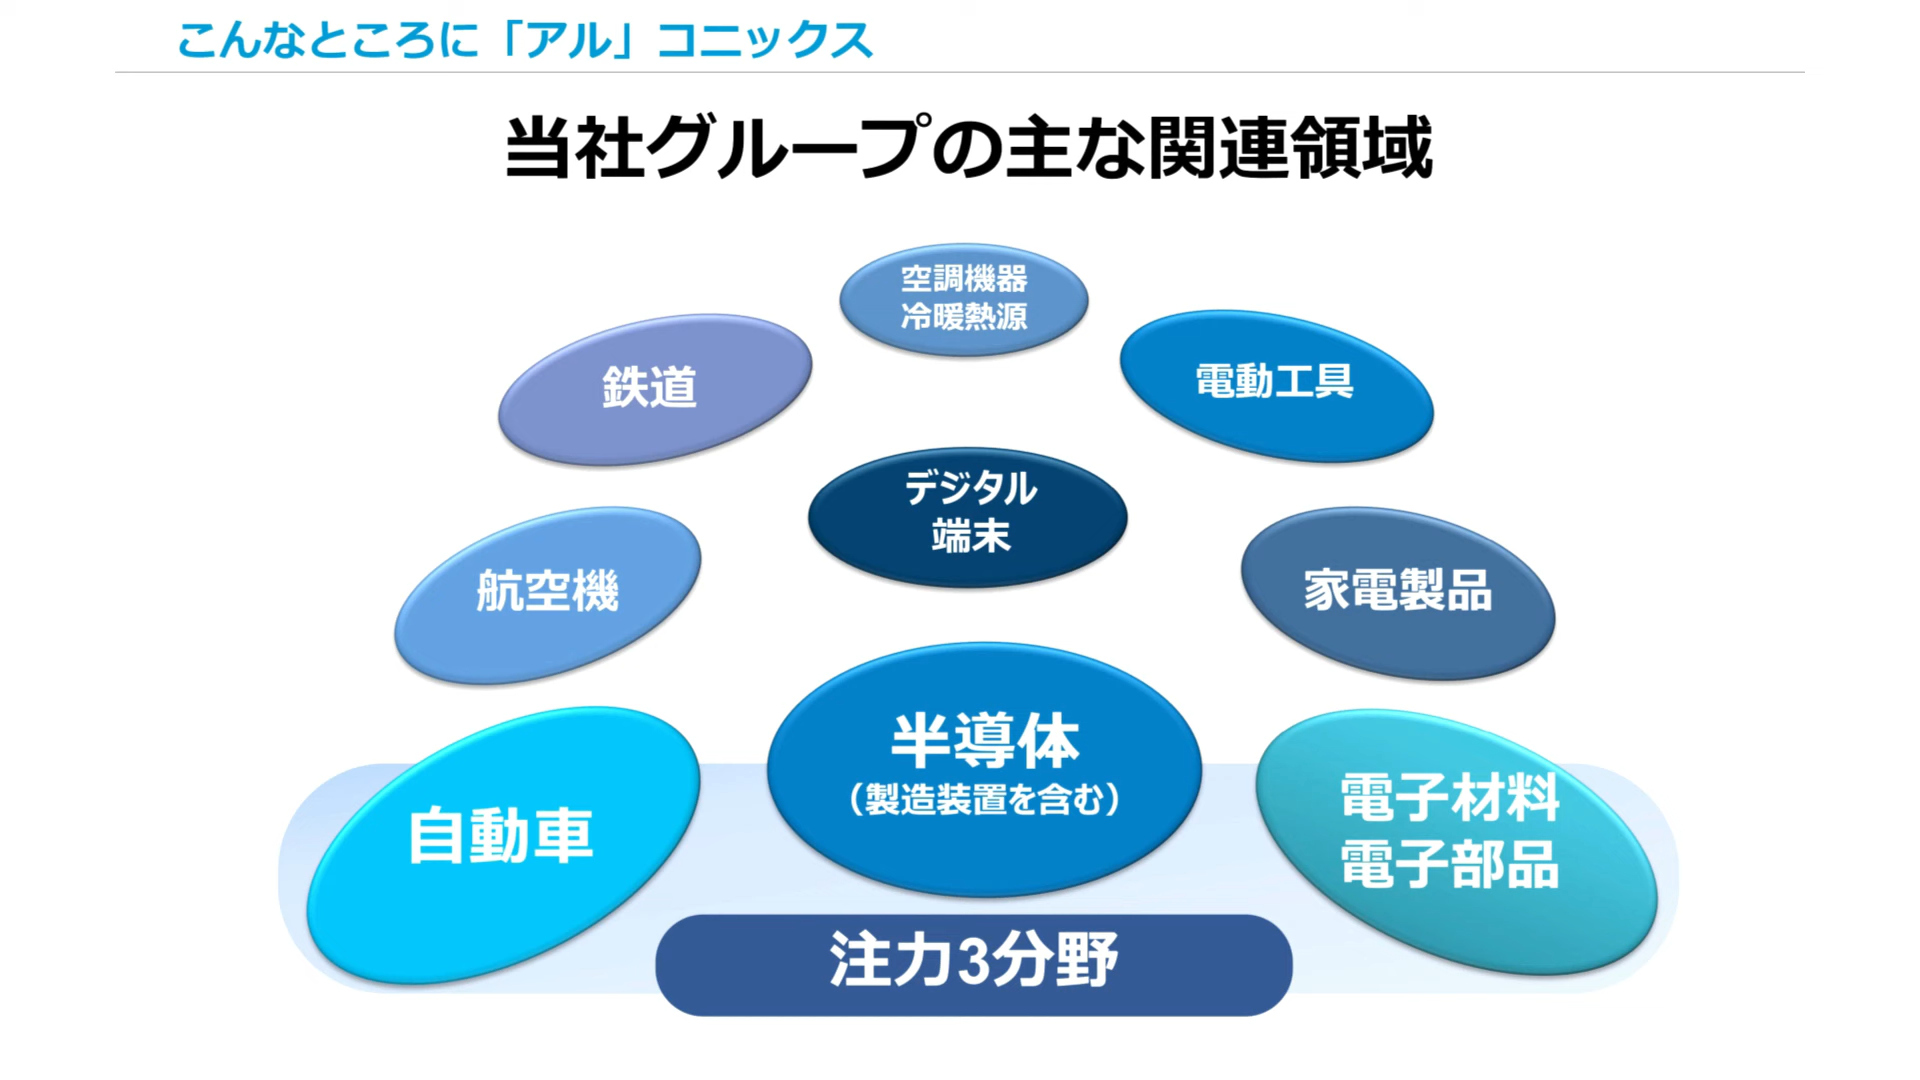 こんなところに「アル」コニックス
当社グループの主な関連領域
空調機器
冷暖熱源
鉄道
電動工具
デジタル
端末
航空機
家電製品
半導体
（製造装置を含む）
自動車
電子材料
電子部品
注力3分野